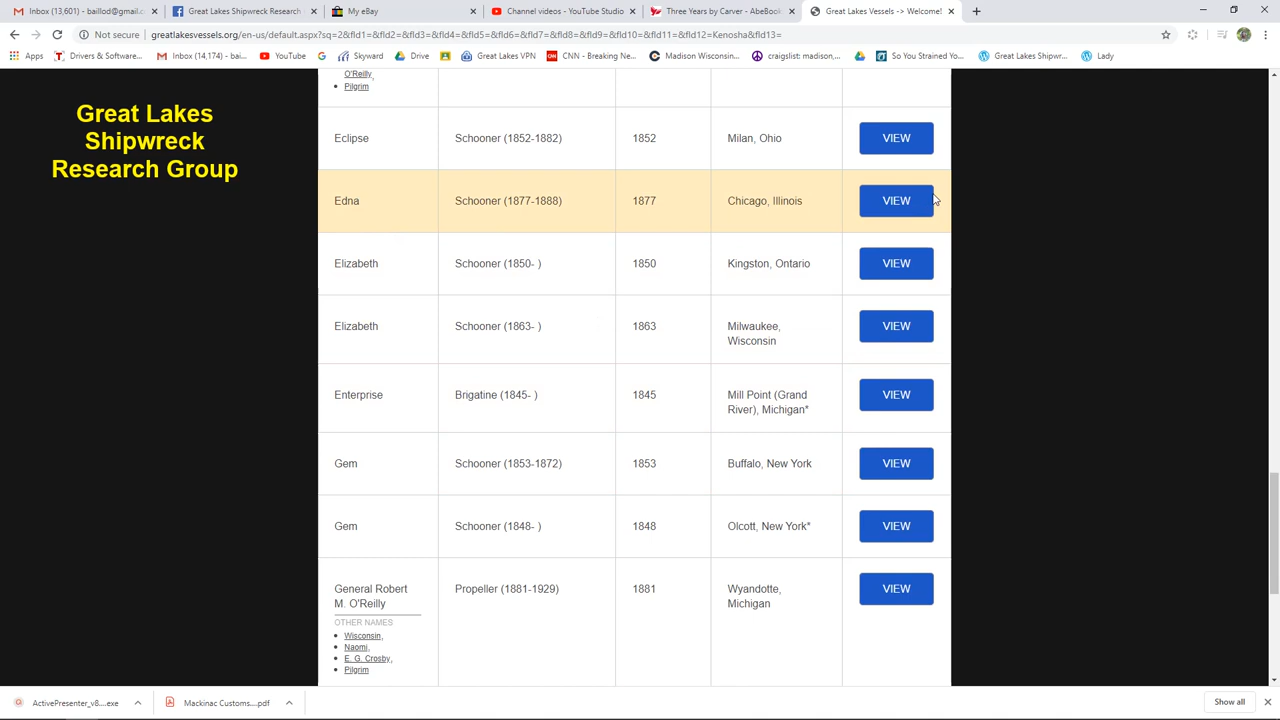 Inbox (13,601) - baillod@gmail.c
Great Lakes Shipwreck Research
My eBay
Channel videos - YouTube Studio
Three Years by Carver - AbeBook
Great Lakes Vessels -> Welcome!
Not secure
greatlakesvessels.org/en-us/default.aspx?sq=2&fld1=&fld2=&fld3=&fld4=&fld5=&fld6=&fld7=&fld8=&fld9=&fld10=&fld11=&fld12=Kenosha&fld13=
Apps
Drivers & Software...
Inbox (14,174) - bai...
YouTube
Skyward
Drive
Great Lakes VPN
CNN - Breaking Ne...
Madison Wisconsin...
craigslist: madison,...
So You Strained Yo...
Great Lakes Shipwr...
Lady
Great Lakes
Shipwreck
Research Group
O'Reilly,
Pilgrim
Eclipse Schooner (1852-1882) 1852 Milan, Ohio VIEW
Edna Schooner (1877-1888) 1877 Chicago, Illinois VIEW
Elizabeth Schooner (1850- ) 1850 Kingston, Ontario VIEW
Elizabeth Schooner (1863- ) 1863 Milwaukee, VIEW
Wisconsin
Enterprise Brigatine (1845- ) 1845 Mill Point (Grand VIEW
River), Michigan*
Gem Schooner (1853-1872) 1853 Buffalo, New York VIEW
Gem Schooner (1848- ) 1848 Olcott, New York* VIEW
General Robert Propeller (1881-1929) 1881 Wyandotte, VIEW
M. O'Reilly Michigan
OTHER NAMES:
Wisconsin,
Naomi,
E. G. Crosby,
Pilgrim
ActivePresenter_v8....exe
Mackinac Customs....pdf
Show all